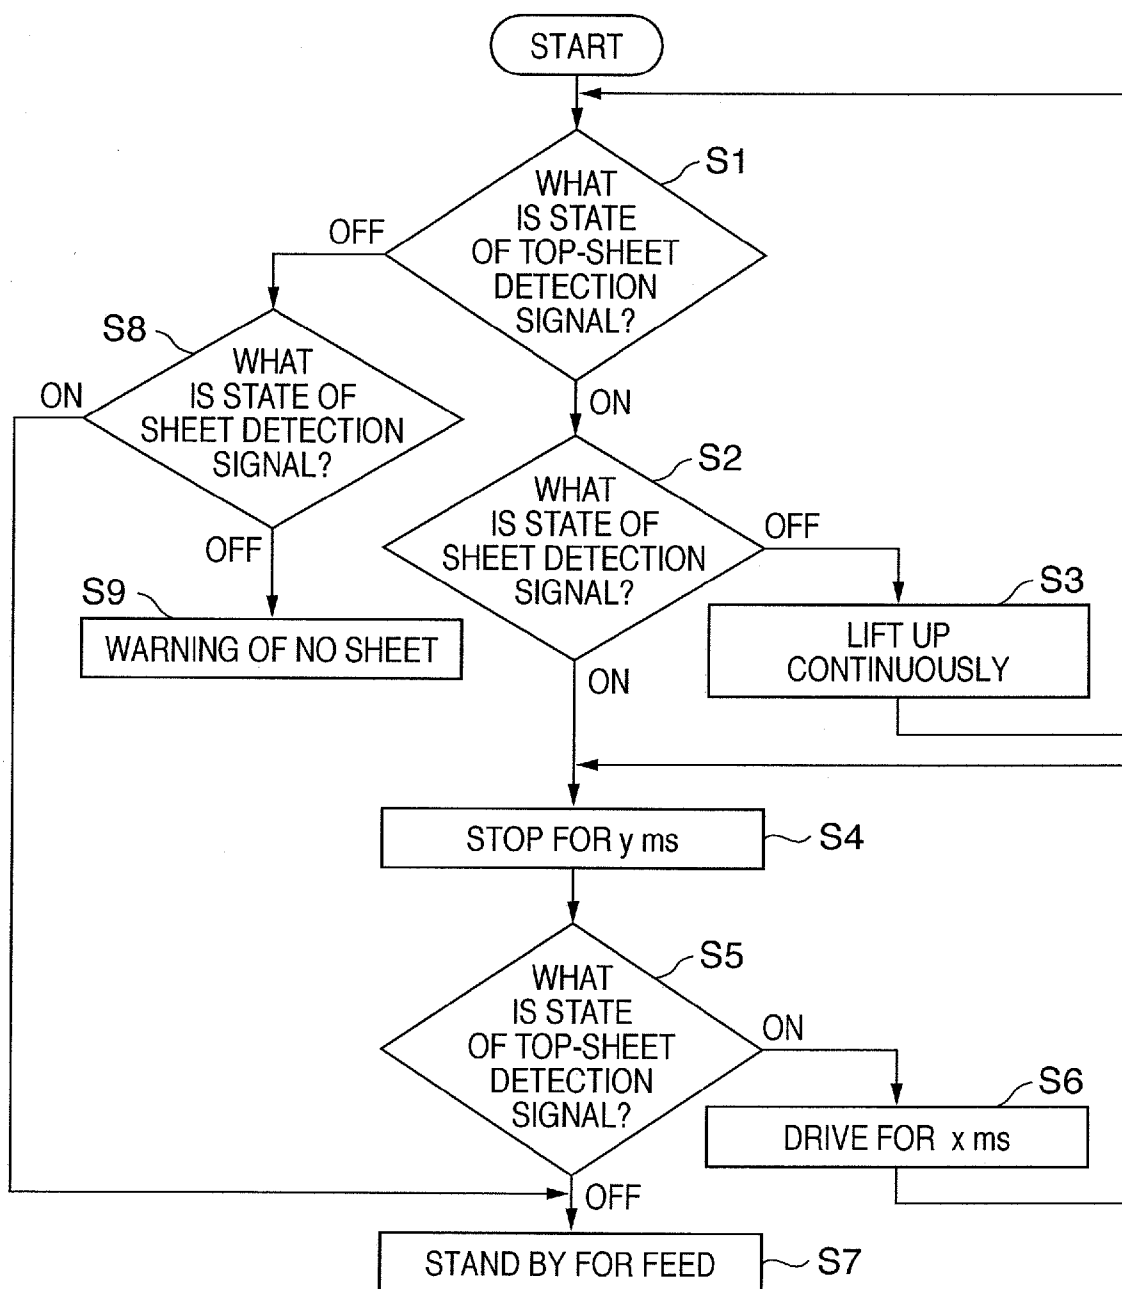 START
S1
WHAT
IS STATE
OF TOP-SHEET
DETECTION
SIGNAL?
OFF
ON
S8
WHAT
IS STATE OF
SHEET DETECTION
SIGNAL?
ON
OFF
S2
WHAT
IS STATE OF
SHEET DETECTION
SIGNAL?
OFF
ON
S9
WARNING OF NO SHEET
S3
LIFT UP
CONTINUOUSLY
STOP FOR y ms
S4
S5
WHAT
IS STATE
OF TOP-SHEET
DETECTION
SIGNAL?
ON
S6
DRIVE FOR x ms
OFF
STAND BY FOR FEED
S7